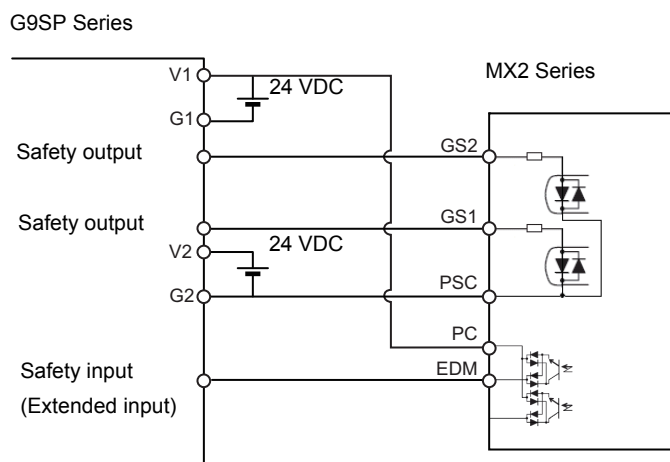 G9SP Series
MX2 Series
V1
24 VDC
G1
Safety output
GS2
Safety output
GS1
V2
24 VDC
G2
PSC
PC
Safety input
(Extended input)
EDM